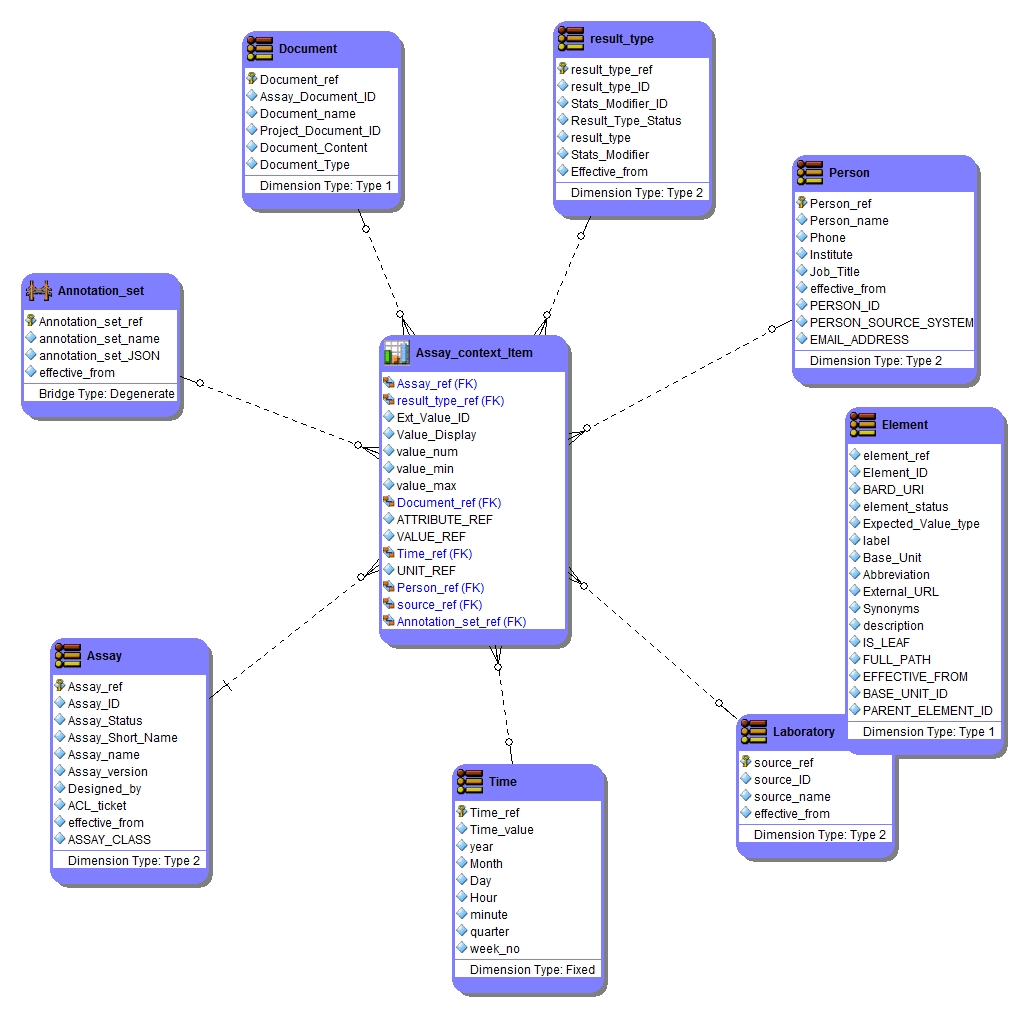 Document
Document_ref
Assay_Document_ID
Document_name
Project_Document_ID
Document_Content
Document_Type
Dimension Type: Type 1
result_type
result_type_ref
result_type_ID
Stats_Modifier_ID
Result_Type_Status
result_type
Stats_Modifier
Effective_from
Dimension Type: Type 2
Person
Person_ref
Person_name
Phone
Institute
Job_Title
effective_from
PERSON_ID
PERSON_SOURCE_SYSTEM
EMAIL_ADDRESS
Dimension Type: Type 2
Annotation_set
Annotation_set_ref
annotation_set_name
annotation_set_JSON
effective_from
Bridge Type: Degenerate
Assay_context_Item
Assay_ref (FK)
result_type_ref (FK)
Ext_Value_ID
Value_Display
value_num
value_min
value_max
Document_ref (FK)
ATTRIBUTE_REF
VALUE_REF
Time_ref (FK)
UNIT_REF
Person_ref (FK)
source_ref (FK)
Annotation_set_ref (FK)
Element
element_ref
Element_ID
BARD_URI
element_status
Expected_Value_type
label
Base_Unit
Abbreviation
External_URL
Synonyms
description
IS_LEAF
FULL_PATH
EFFECTIVE_FROM
BASE_UNIT_ID
PARENT_ELEMENT_ID
Dimension Type: Type 1
Assay
Assay_ref
Assay_ID
Assay_Status
Assay_Short_Name
Assay_name
Assay_version
Designed_by
ACL_ticket
effective_from
ASSAY_CLASS
Dimension Type: Type 2
Laboratory
source_ref
source_ID
source_name
effective_from
Dimension Type: Type 2
Time
Time_ref
Time_value
year
Month
Day
Hour
minute
quarter
week_no
Dimension Type: Fixed